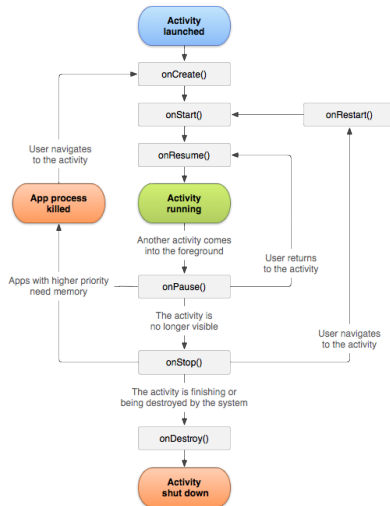 Activity
launched
onCreate()
onStart()
onRestart()
User navigates
to the activity
onResume()
App process
killed
Activity
running
Another activity comes
into the foreground
User returns
to the activity
Apps with higher priority
need memory
onPause()
The activity is
no longer visible
User navigates
to the activity
onStop()
The activity is finishing or
being destroyed by the system
onDestroy()
Activity
shut down